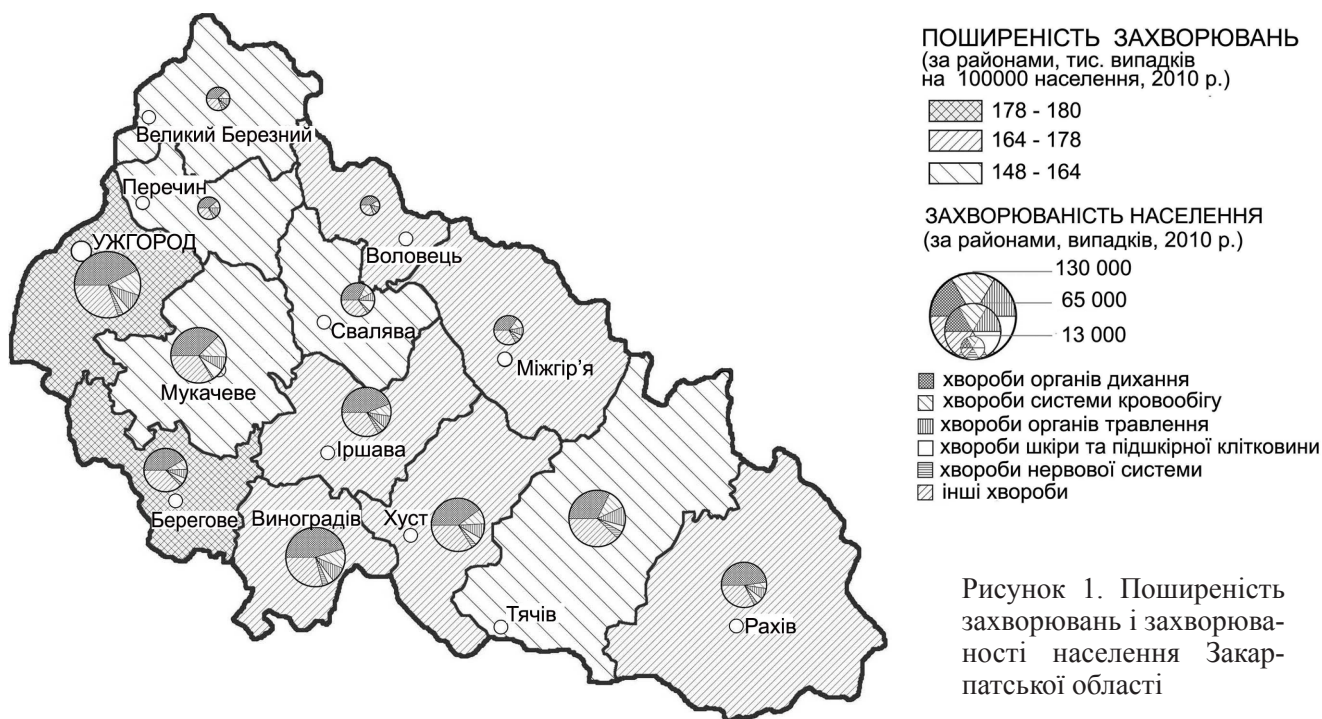 Великий Березний
Перечин
УЖГОРОД
Воловець
Свалява
Міжгір’я
Мукачеве
Іршава
Берегове
Виноградів
Хуст
Тячів
Рахів
ПОШИРЕНІСТЬ ЗАХВОРЮВАНЬ
(за районами, тис. випадків
на 100000 населення, 2010 р.)
178 - 180
164 - 178
148 - 164
ЗАХВОРЮВАНІСТЬ НАСЕЛЕННЯ
(за районами, випадків, 2010 р.)
130 000
65 000
13 000
хвороби органів дихання
хвороби системи кровообігу
хвороби органів травлення
хвороби шкіри та підшкірної клітковини
хвороби нервової системи
інші хвороби
Рисунок 1. Поширеність
захворювань і захворюва-
ності населення Закар-
патської області